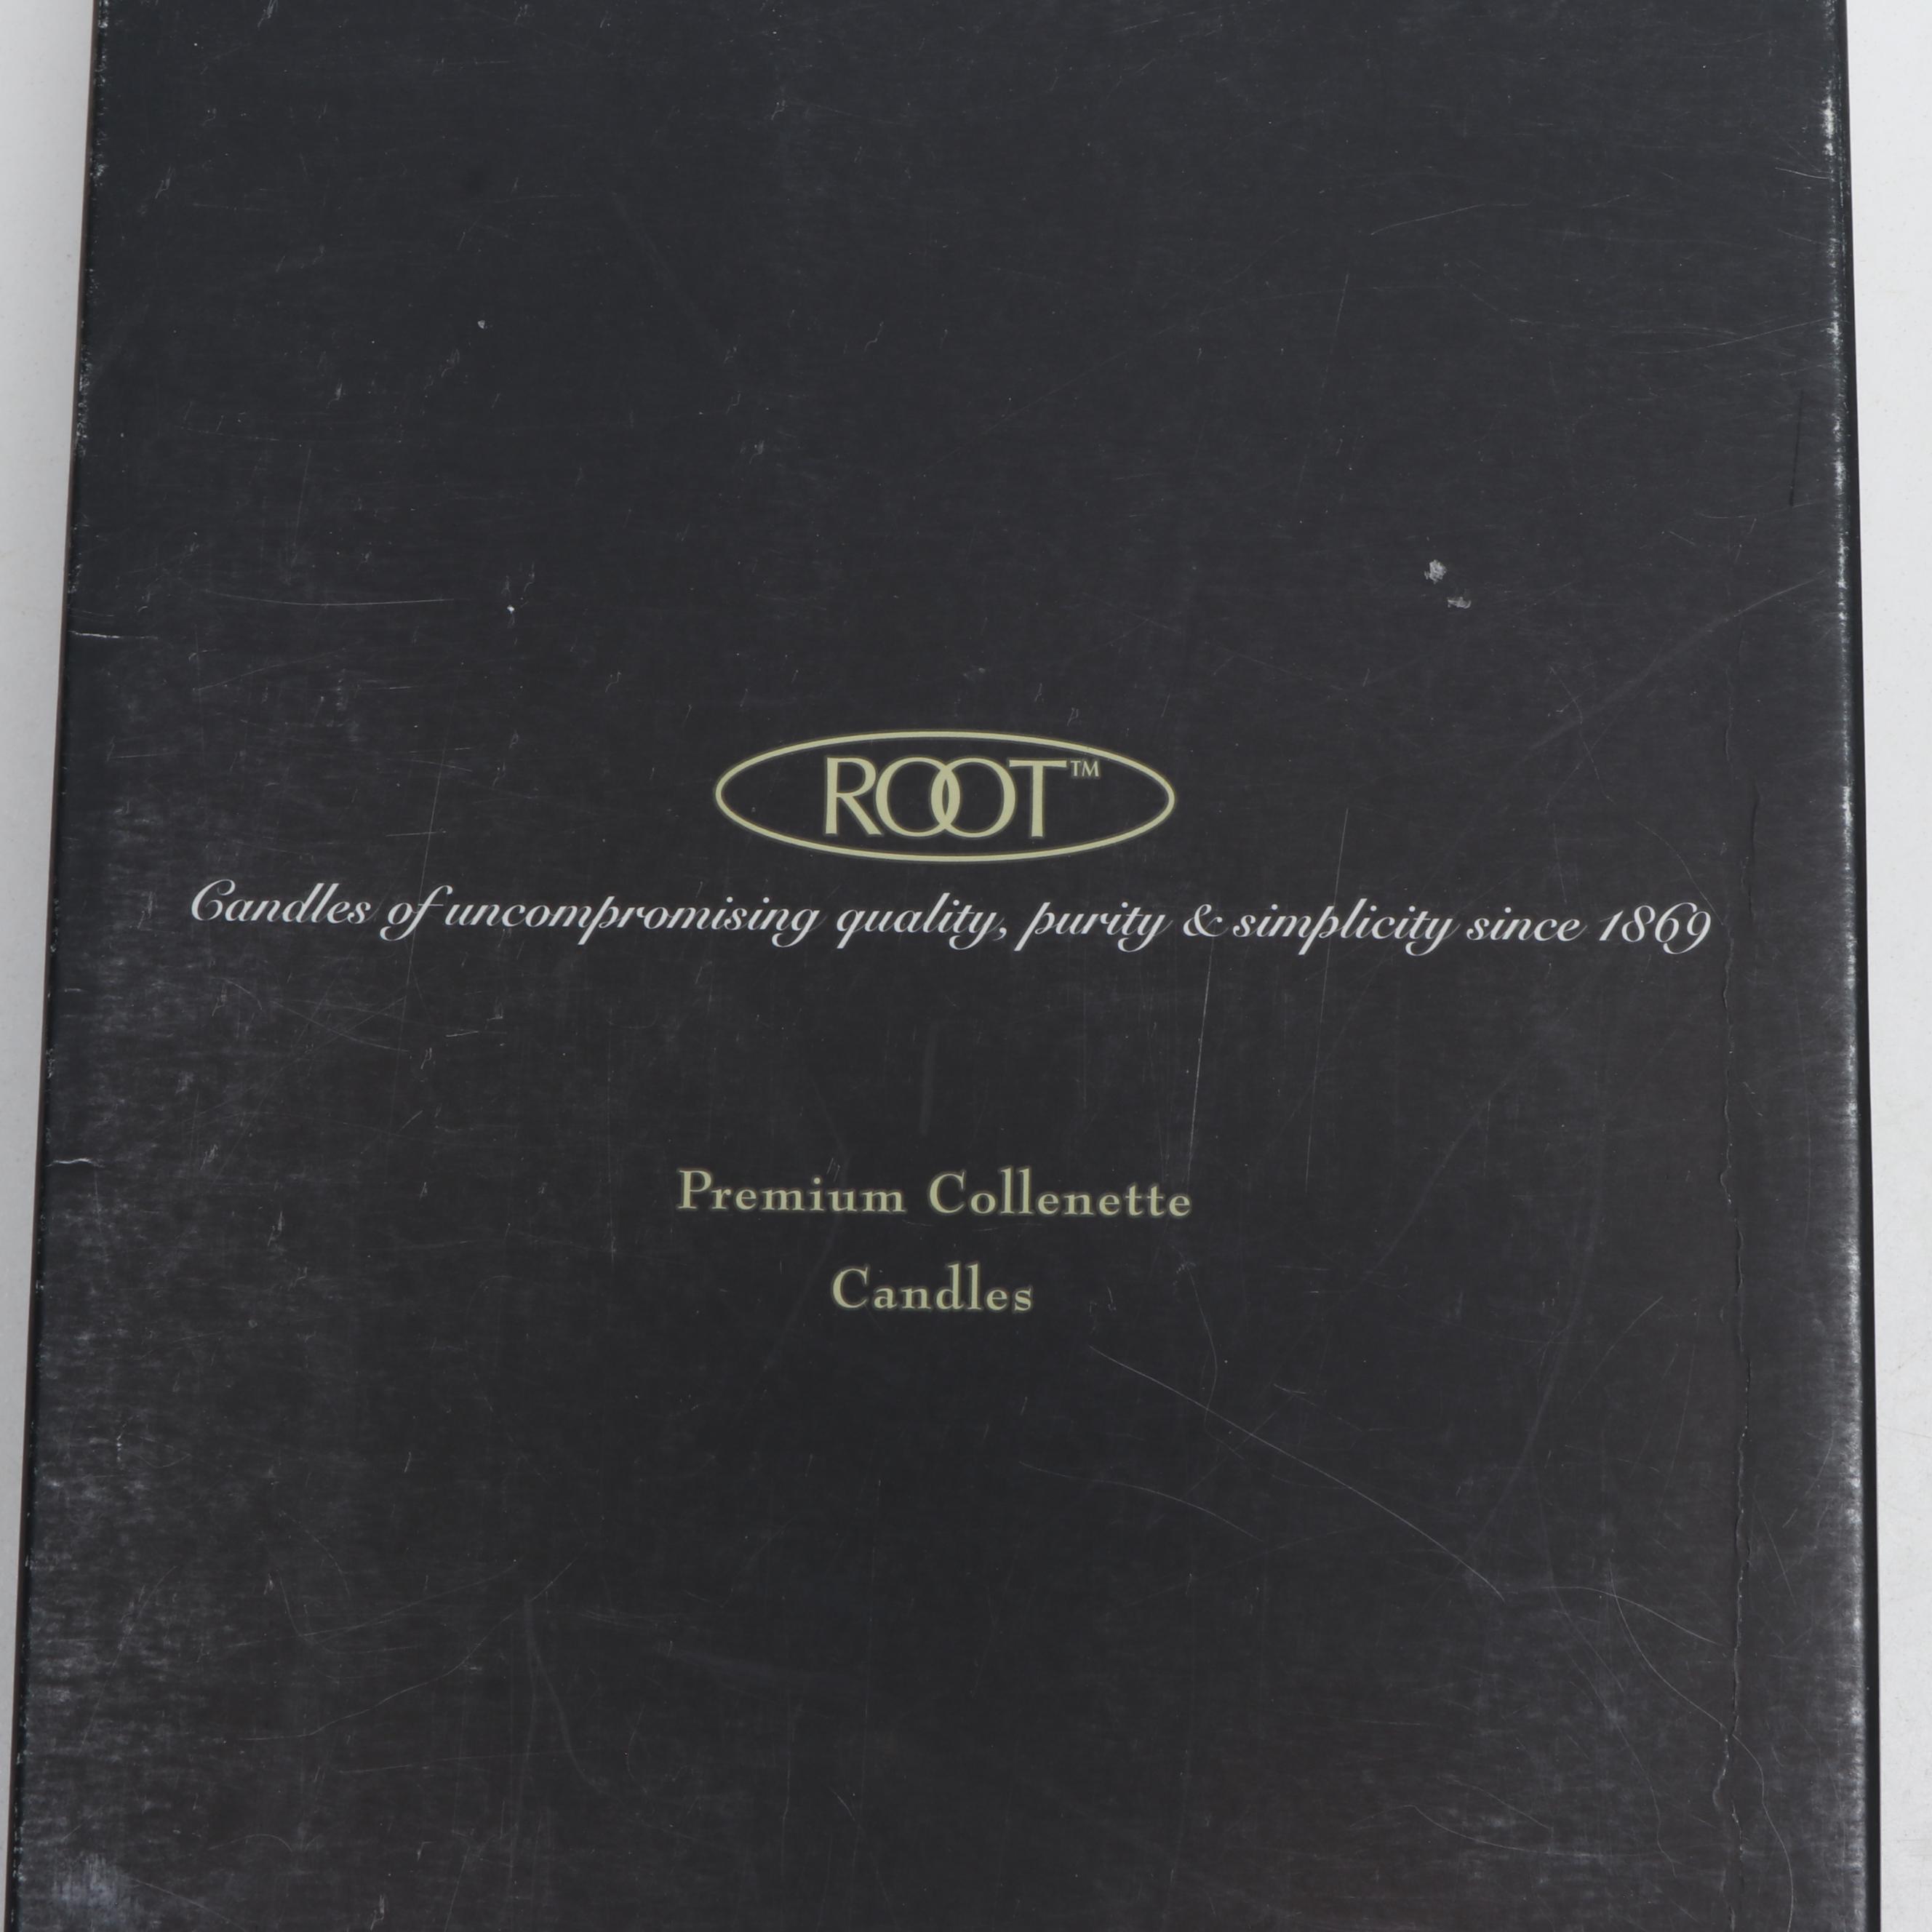 ROOT™
Candles of uncompromising quality, purity & simplicity since 1869
Premium Collenette
Candles